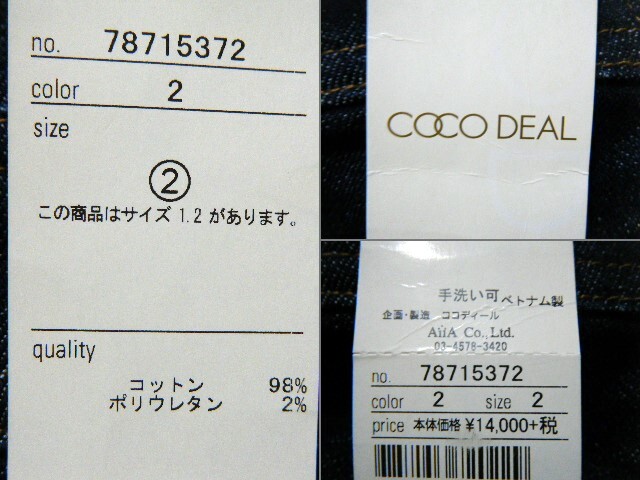 no. 78715372
color 2
size
②
この商品はサイズ 1.2 があります。
quality
コットン 98%
ポリウレタン 2%
COCO DEAL
手洗い可 ベトナム製
企画・製造 ココディール
AiiA Co.,Ltd.
03-4578-3420
no. 78715372
color 2 size 2
price 本体価格 ¥14,000+税